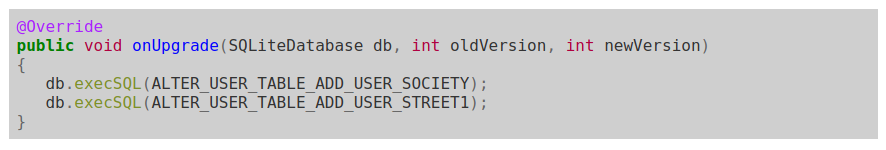 @Override
public void onUpgrade(SQLiteDatabase db, int oldVersion, int newVersion)
{
   db.execSQL(ALTER_USER_TABLE_ADD_USER_SOCIETY);
   db.execSQL(ALTER_USER_TABLE_ADD_USER_STREET1);
}